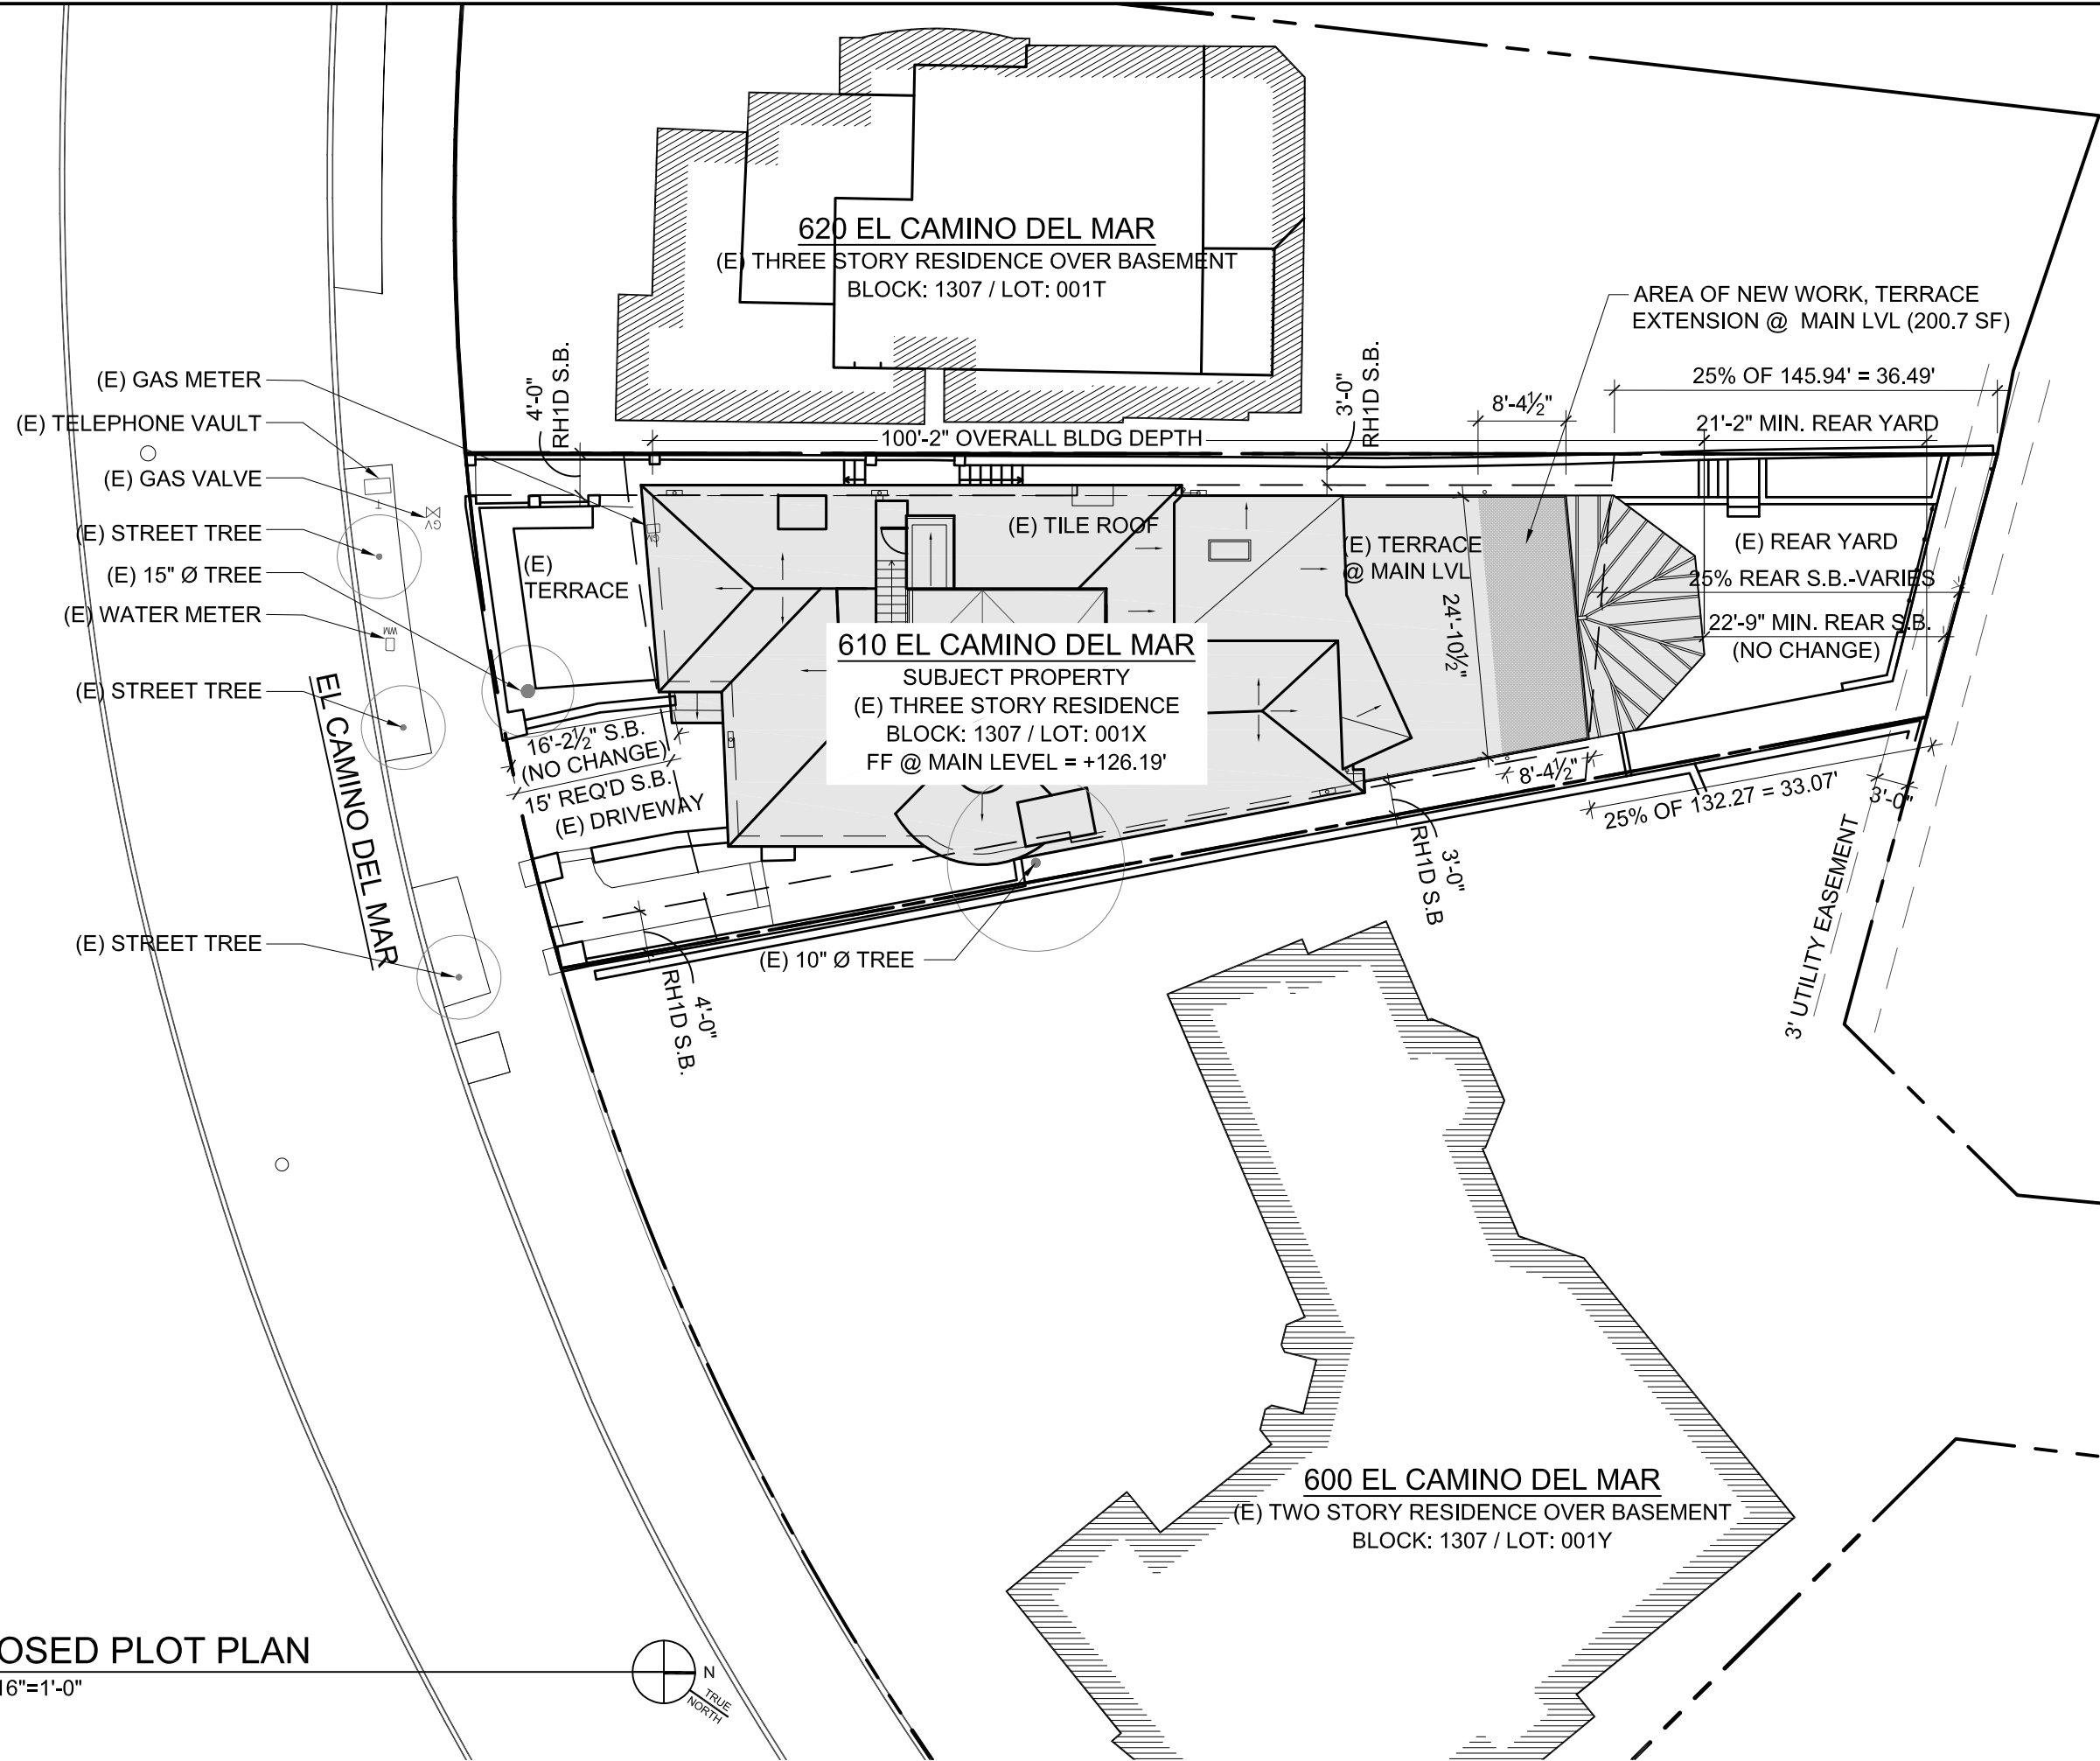 620 EL CAMINO DEL MAR
(E) THREE STORY RESIDENCE OVER BASEMENT
BLOCK: 1307 / LOT: 001T
AREA OF NEW WORK, TERRACE
EXTENSION @ MAIN LVL (200.7 SF)
25% OF 145.94' = 36.49'
8'-4½"
21'-2" MIN. REAR YARD
4'-0"
RH1D S.B.
3'-0"
RH1D S.B.
100'-2" OVERALL BLDG DEPTH
(E) GAS METER
(E) TELEPHONE VAULT
(E) GAS VALVE
(E) STREET TREE
(E) 15" Ø TREE
(E) WATER METER
(E) STREET TREE
(E) STREET TREE
T
GV
WM
GM
EL CAMINO DEL MAR
(E)
TERRACE
(E) TILE ROOF
(E) TERRACE
@ MAIN LVL
24'-10½"
(E) REAR YARD
25% REAR S.B.-VARIES
22'-9" MIN. REAR S.B.
(NO CHANGE)
610 EL CAMINO DEL MAR
SUBJECT PROPERTY
(E) THREE STORY RESIDENCE
BLOCK: 1307 / LOT: 001X
FF @ MAIN LEVEL = +126.19'
16'-2½" S.B.
(NO CHANGE)
15' REQ'D S.B.
(E) DRIVEWAY
8'-4½"
25% OF 132.27 = 33.07'
3'-0"
3'-0"
RH1D S.B
3' UTILITY EASEMENT
(E) 10" Ø TREE
4'-0"
RH1D S.B.
600 EL CAMINO DEL MAR
(E) TWO STORY RESIDENCE OVER BASEMENT
BLOCK: 1307 / LOT: 001Y
OSED PLOT PLAN
16"=1'-0"
N
TRUE
NORTH